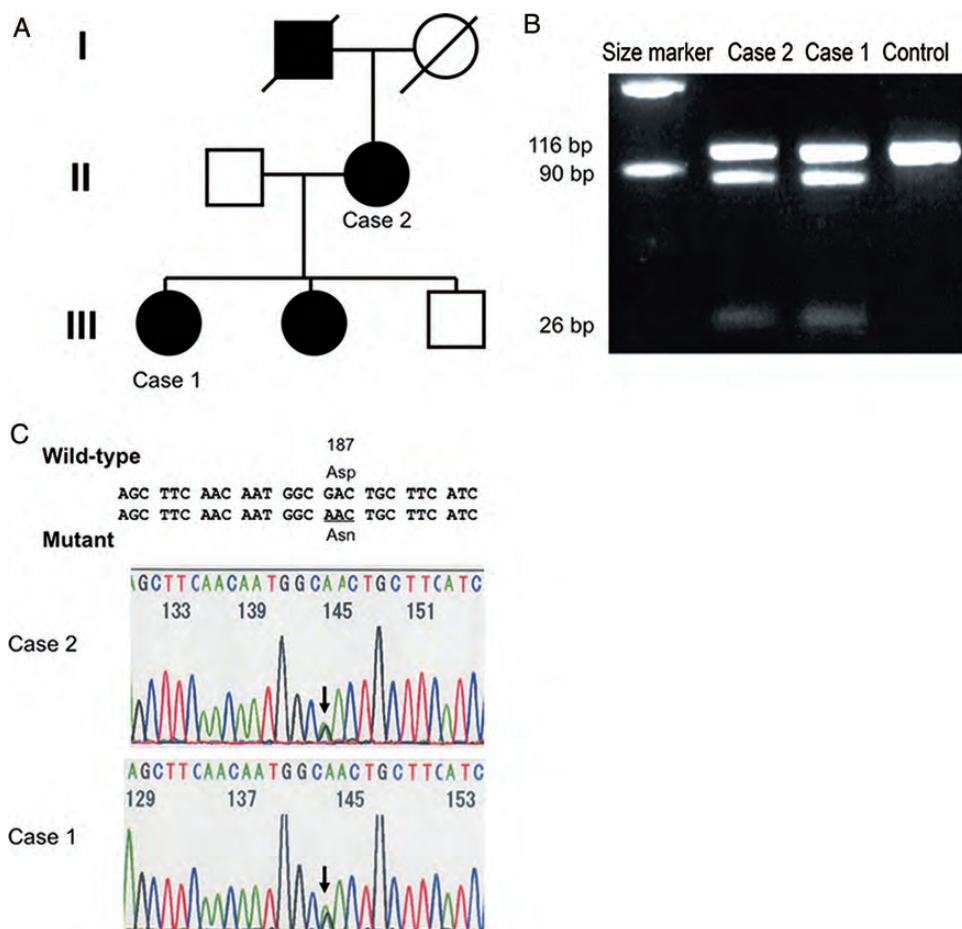 A
I
II
Case 2
III
Case 1
B
Size marker Case 2 Case 1 Control
116 bp
90 bp
26 bp
C
187
Wild-type
Asp
AGC TTC AAC AAT GGC GAC TGC TTC ATC
AGC TTC AAC AAT GGC AAC TGC TTC ATC
Mutant
Asn
AGCTTCAACAATGGCAACTGCTTCATC
133 139 145 151
Case 2
AGCTTCAACAATGGCAACTGCTTCATC
129 137 145 153
Case 1